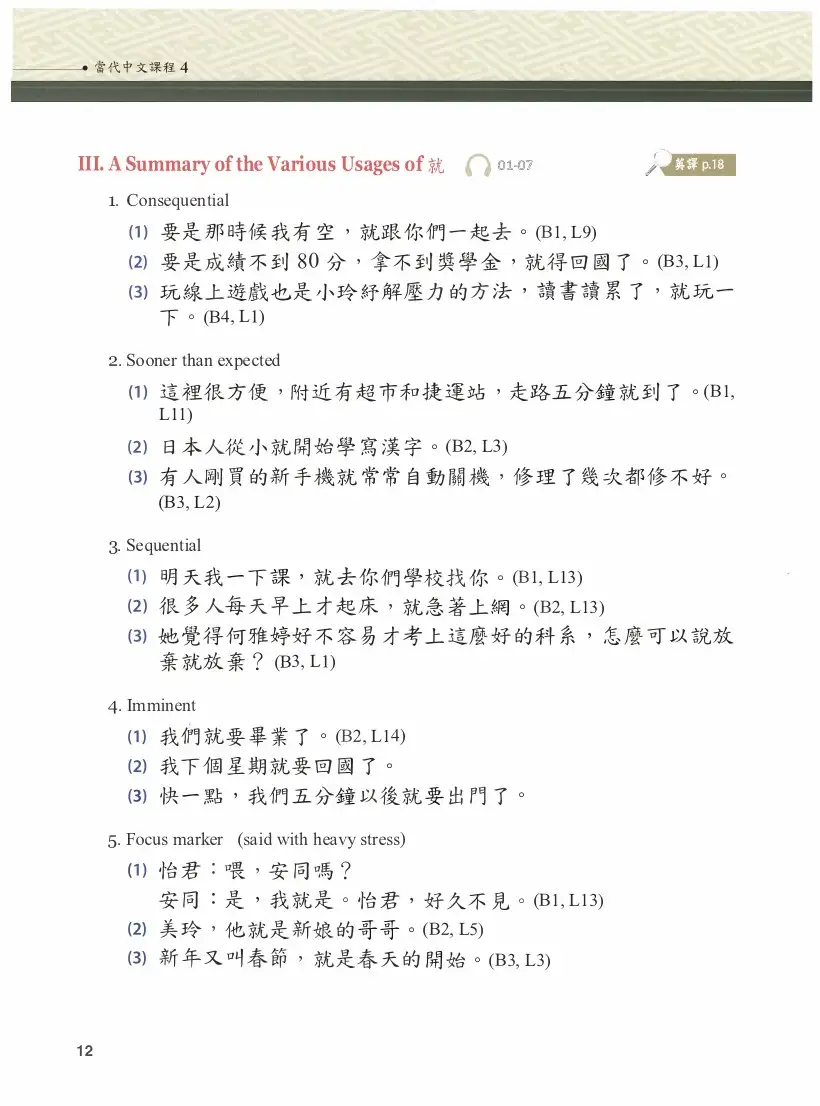 • 當代中文課程 4
III. A Summary of the Various Usages of 就 01-07 英譯 p.18
1. Consequential
(1) 要是那時候我有空，就跟你們一起去。(B1, L9)
(2) 要是成績不到 80 分，拿不到獎學金，就得回國了。(B3, L1)
(3) 玩線上遊戲也是小玲紓解壓力的方法，讀書讀累了，就玩一
下。(B4, L1)
2. Sooner than expected
(1) 這裡很方便，附近有超市和捷運站，走路五分鐘就到了。(B1,
L11)
(2) 日本人從小就開始學寫漢字。(B2, L3)
(3) 有人剛買的新手機就常常自動關機，修理了幾次都修不好。
(B3, L2)
3. Sequential
(1) 明天我一下課，就去你們學校找你。(B1, L13)
(2) 很多人每天早上才起床，就急著上網。(B2, L13)
(3) 她覺得何雅婷好不容易才考上這麼好的科系，怎麼可以說放
棄就放棄？(B3, L1)
4. Imminent
(1) 我們就要畢業了。(B2, L14)
(2) 我下個星期就要回國了。
(3) 快一點，我們五分鐘以後就要出門了。
5. Focus marker (said with heavy stress)
(1) 怡君：喂，安同嗎？
安同：是，我就是。怡君，好久不見。(B1, L13)
(2) 美玲，他就是新娘的哥哥。(B2, L5)
(3) 新年又叫春節，就是春天的開始。(B3, L3)
12